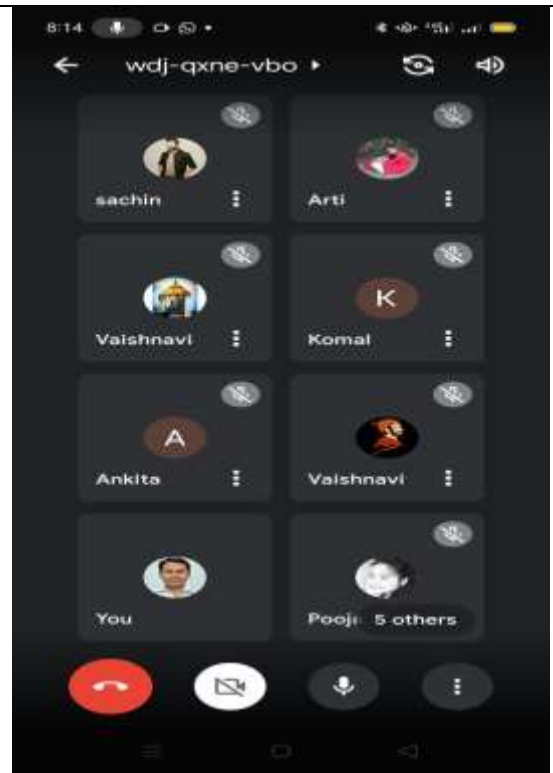 8:14
wdj-qxne-vbo
sachin
Arti
Vaishnavi
K
Komal
A
Ankita
Vaishnavi
You
5 others